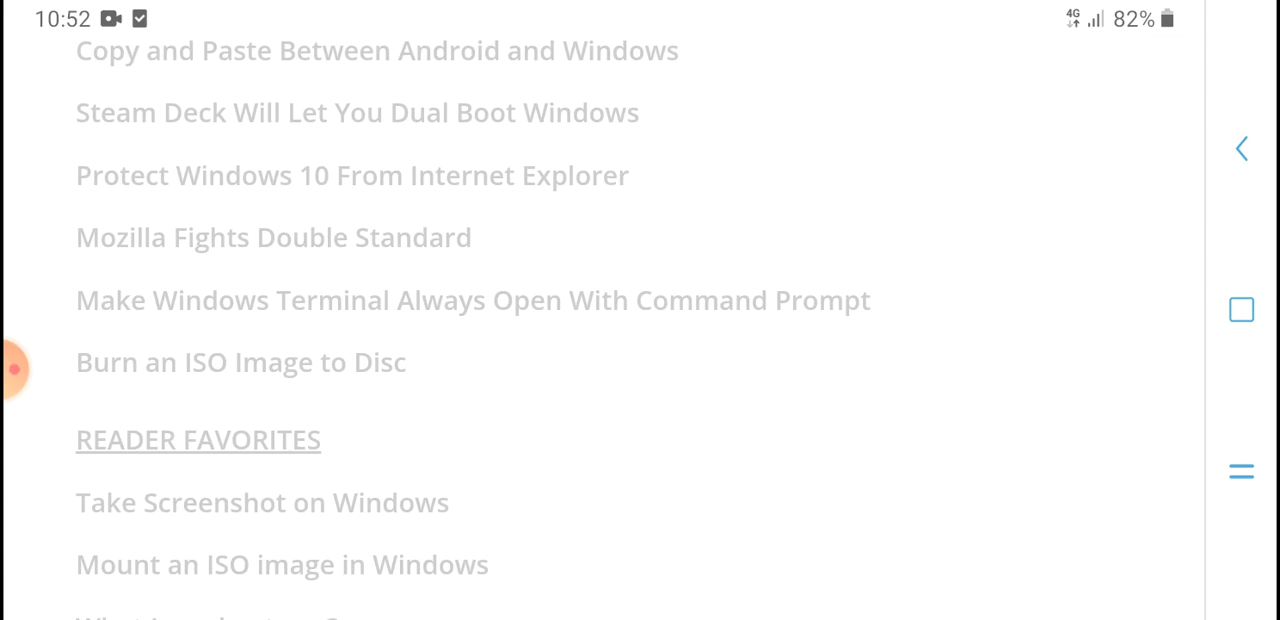 10:52 4G 82%
Copy and Paste Between Android and Windows
Steam Deck Will Let You Dual Boot Windows
Protect Windows 10 From Internet Explorer
Mozilla Fights Double Standard
Make Windows Terminal Always Open With Command Prompt
Burn an ISO Image to Disc
READER FAVORITES
Take Screenshot on Windows
Mount an ISO image in Windows